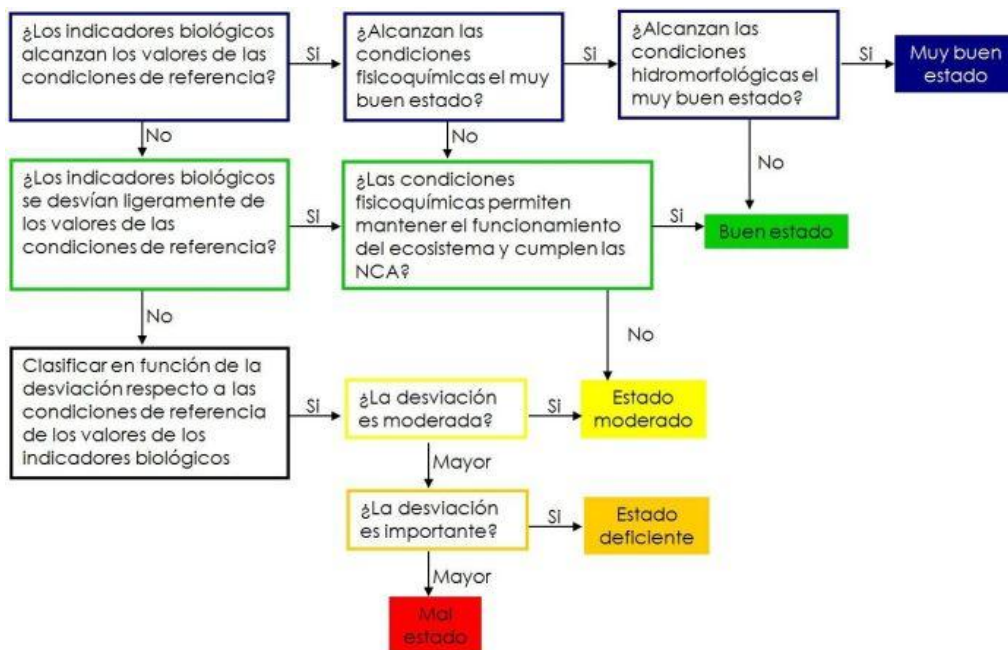 ¿Los indicadores biológicos
alcanzan los valores de las
condiciones de referencia?
Si
¿Alcanzan las
condiciones
fisicoquímicas el muy
buen estado?
Si
¿Alcanzan las
condiciones
hidromorfológicas el
muy buen estado?
Si
Muy buen
estado
No
No
No
¿Los indicadores biológicos
se desvían ligeramente de
los valores de las
condiciones de referencia?
Si
¿Las condiciones
fisicoquímicas permiten
mantener el funcionamiento
del ecosistema y cumplen las
NCA?
Si
Buen estado
No
No
Clasificar en función de la
desviación respecto a las
condiciones de referencia
de los valores de los
indicadores biológicos
Si
¿La desviación
es moderada?
Si
Estado
moderado
Mayor
¿La desviación
es importante?
Si
Estado
deficiente
Mayor
Mal
estado